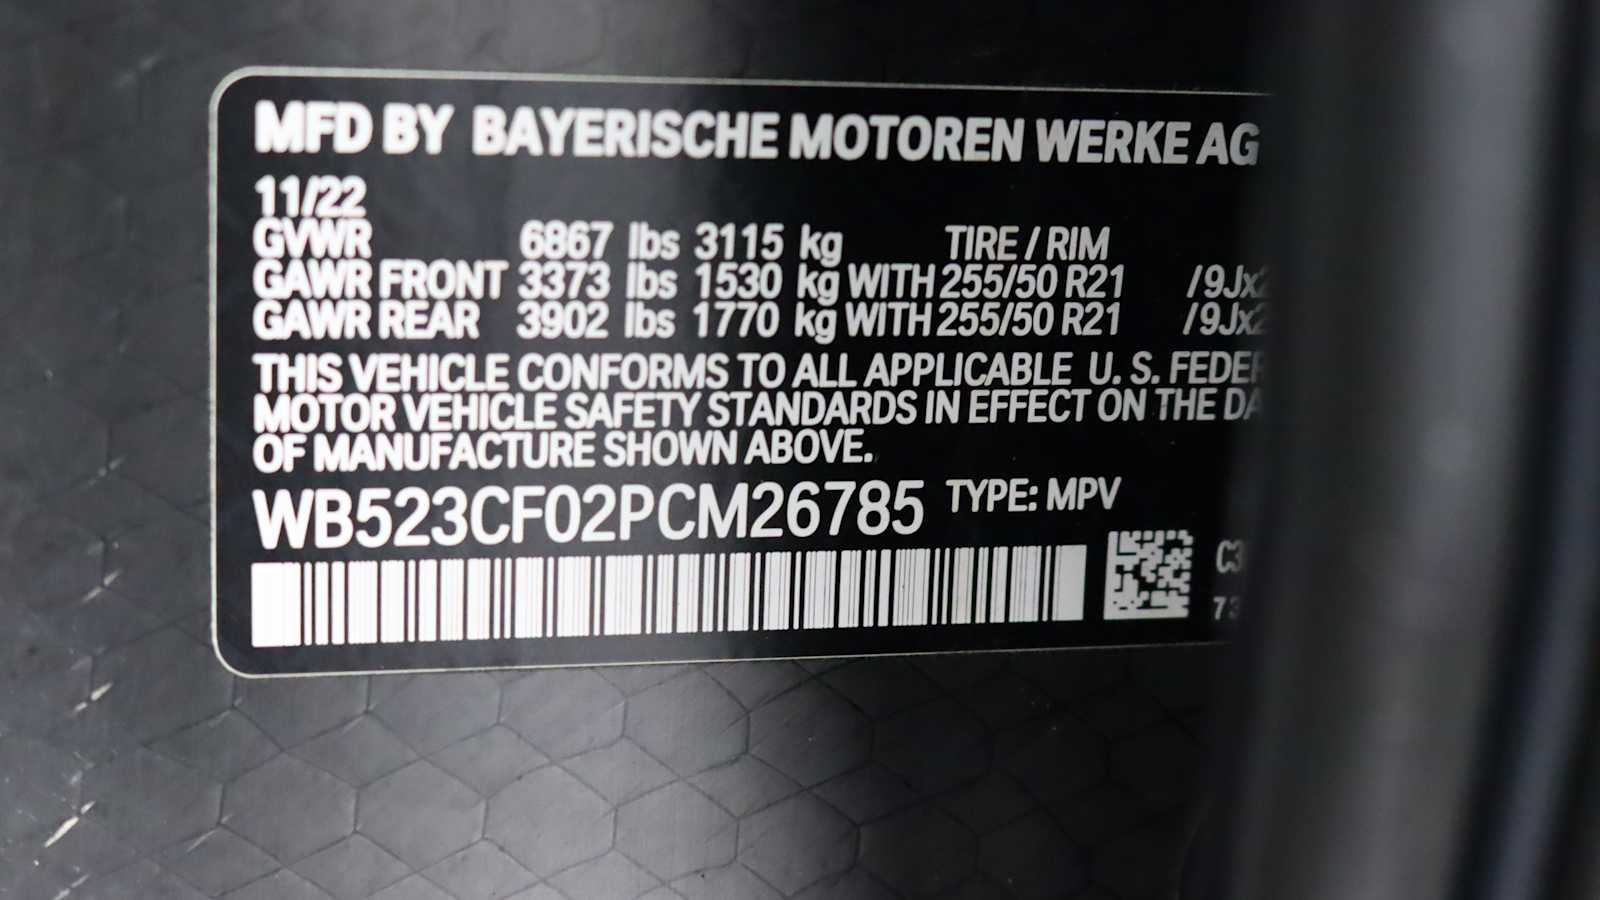 MFD BY BAYERISCHE MOTOREN WERKE AG
11/22
GVWR 6867 lbs 3115 kg TIRE / RIM
GAWR FRONT 3373 lbs 1530 kg WITH 255/50 R21 /9Jx2
GAWR REAR 3902 lbs 1770 kg WITH 255/50 R21 /9Jx2
THIS VEHICLE CONFORMS TO ALL APPLICABLE U. S. FEDER
MOTOR VEHICLE SAFETY STANDARDS IN EFFECT ON THE DA
OF MANUFACTURE SHOWN ABOVE.
WB523CF02PCM26785 TYPE: MPV